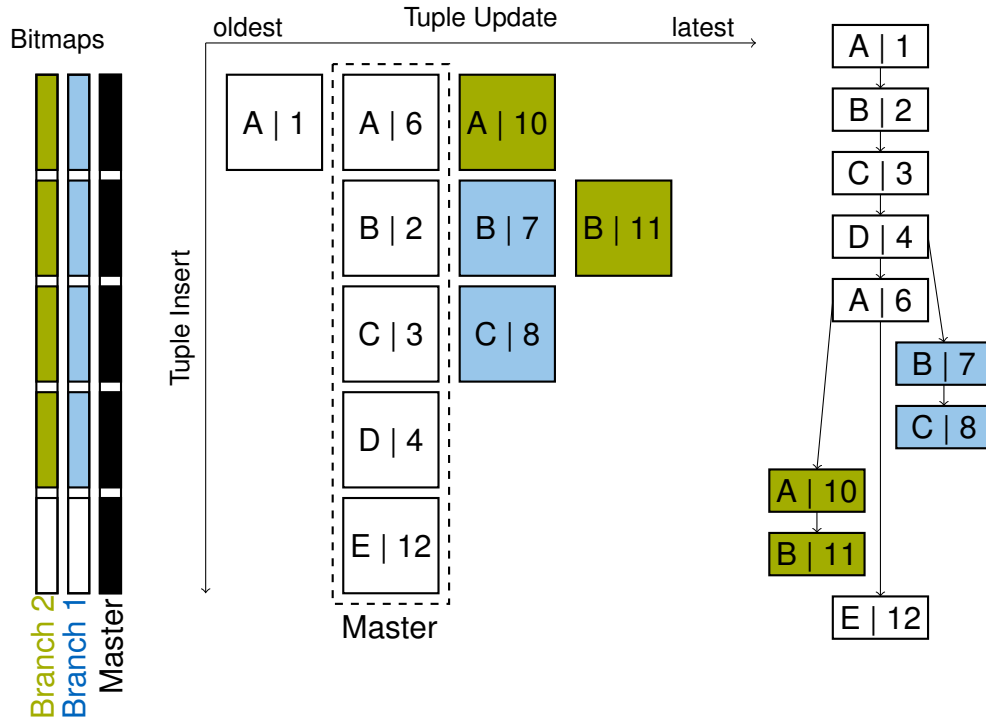 Tuple Update
oldest
latest
Bitmaps
Tuple Insert
A | 1
A | 6
A | 10
B | 2
B | 7
B | 11
C | 3
C | 8
D | 4
E | 12
Master
Branch 2
Branch 1
Master
A | 1
B | 2
C | 3
D | 4
A | 6
B | 7
C | 8
A | 10
B | 11
E | 12